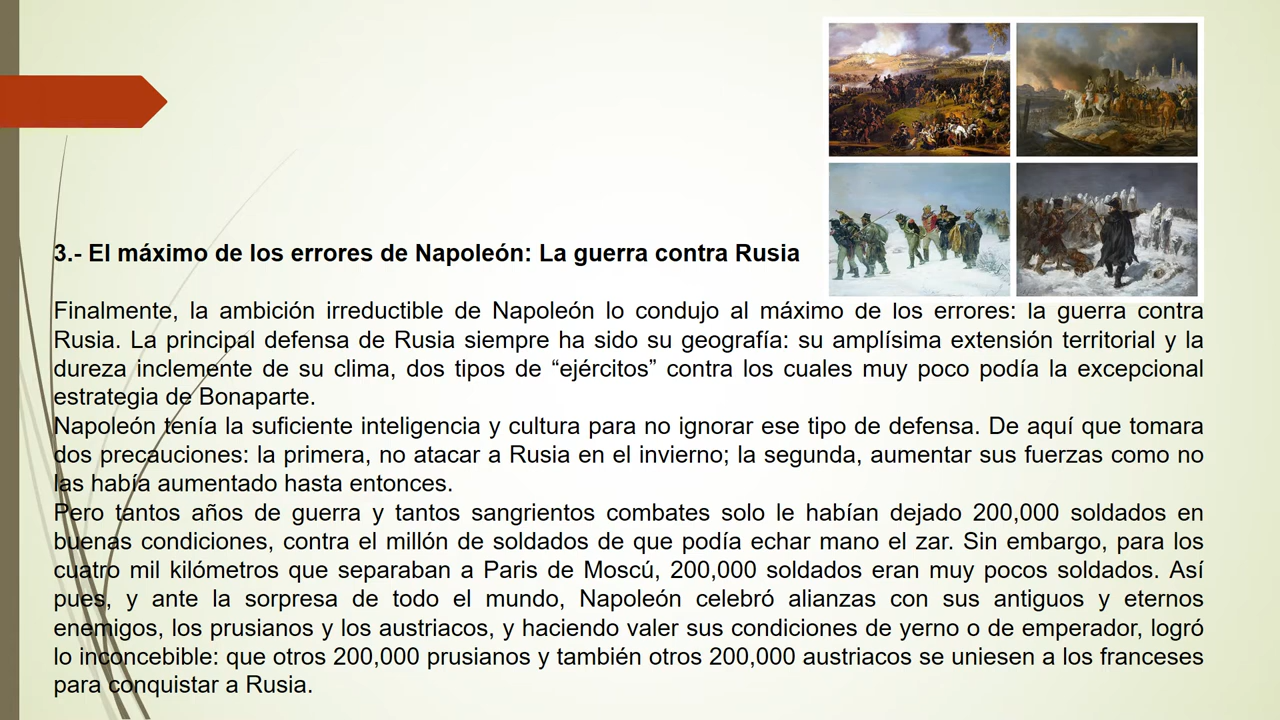 3.- El máximo de los errores de Napoleón: La guerra contra Rusia
Finalmente, la ambición irreductible de Napoleón lo condujo al máximo de los errores: la guerra contra
Rusia. La principal defensa de Rusia siempre ha sido su geografía: su amplísima extensión territorial y la
dureza inclemente de su clima, dos tipos de “ejércitos” contra los cuales muy poco podía la excepcional
estrategia de Bonaparte.
Napoleón tenía la suficiente inteligencia y cultura para no ignorar ese tipo de defensa. De aquí que tomara
dos precauciones: la primera, no atacar a Rusia en el invierno; la segunda, aumentar sus fuerzas como no
las había aumentado hasta entonces.
Pero tantos años de guerra y tantos sangrientos combates solo le habían dejado 200,000 soldados en
buenas condiciones, contra el millón de soldados de que podía echar mano el zar. Sin embargo, para los
cuatro mil kilómetros que separaban a Paris de Moscú, 200,000 soldados eran muy pocos soldados. Así
pues, y ante la sorpresa de todo el mundo, Napoleón celebró alianzas con sus antiguos y eternos
enemigos, los prusianos y los austriacos, y haciendo valer sus condiciones de yerno o de emperador, logró
lo inconcebible: que otros 200,000 prusianos y también otros 200,000 austriacos se uniesen a los franceses
para conquistar a Rusia.